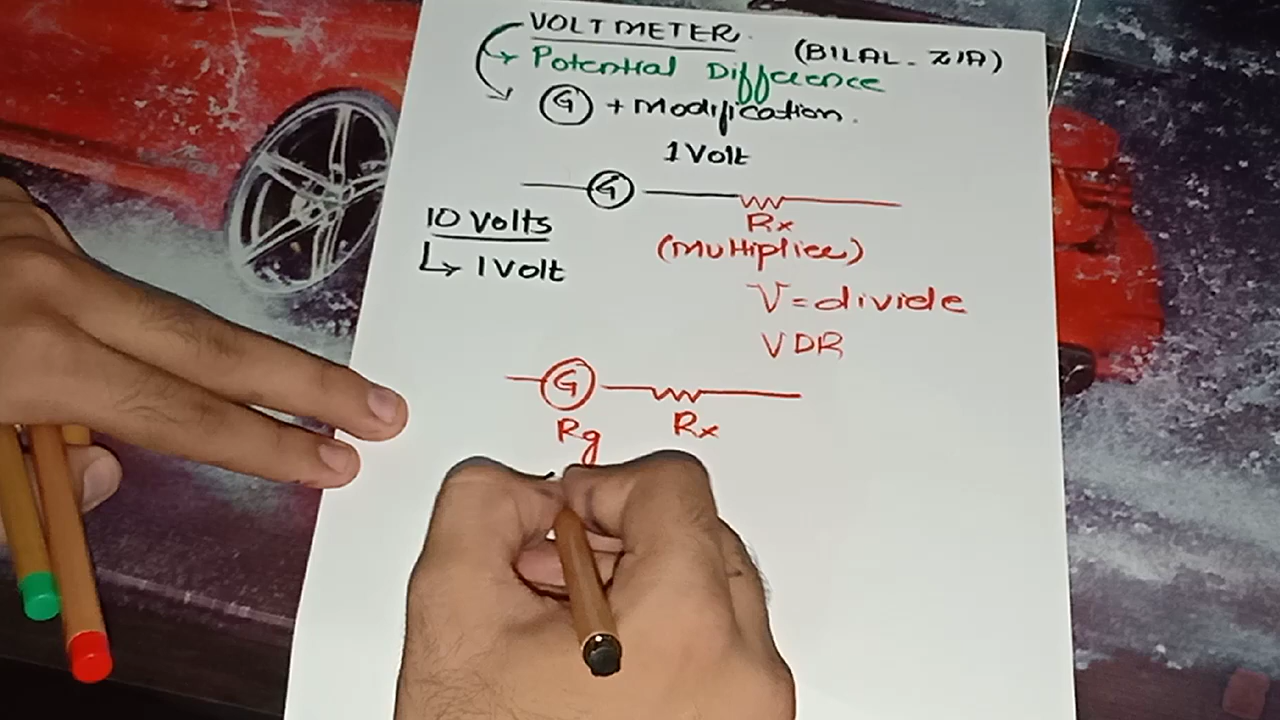 VOLTMETER.
(BILAL - ZIA)
Potential Difference
G + Modification.
1 Volt
G
Rx
10 Volts
(Multiplier)
1 Volt
V = divide
VDR
G
Rg Rx